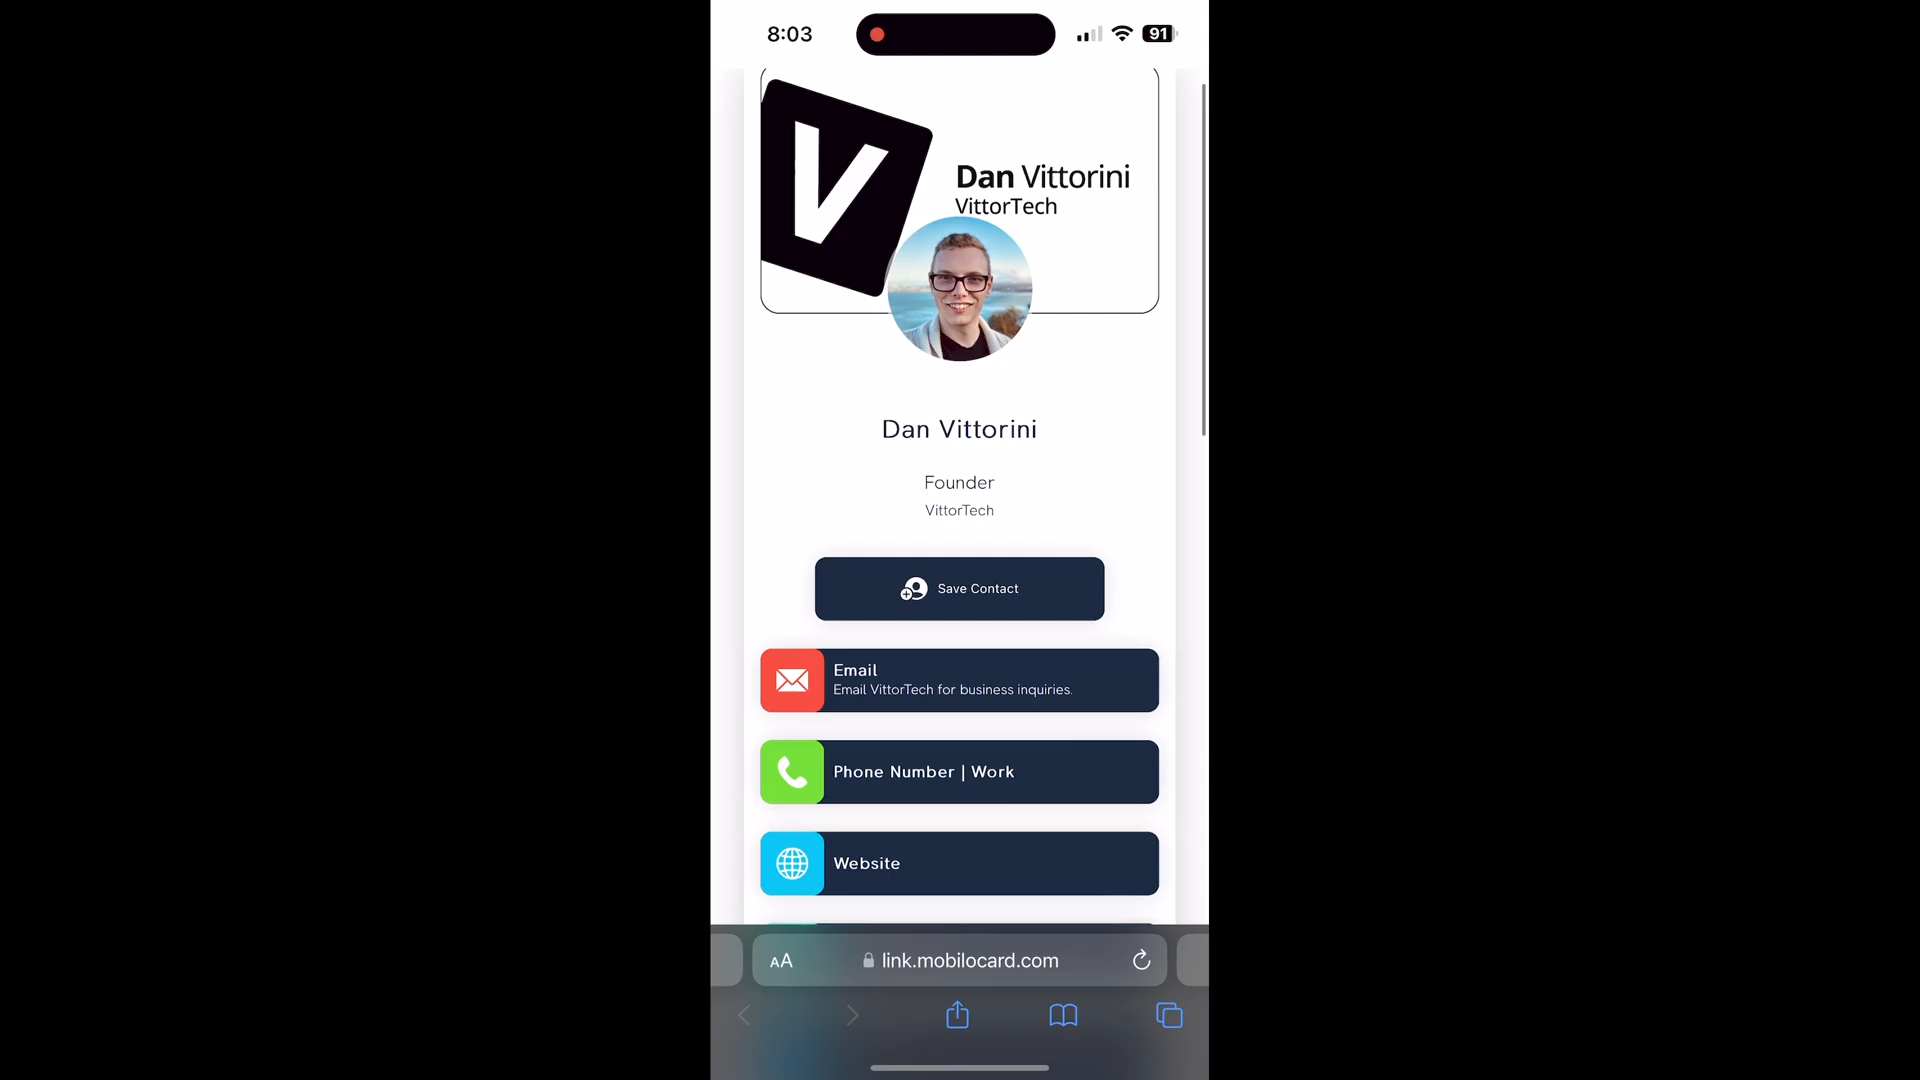 8:03
91
V
Dan Vittorini
VittorTech
Dan Vittorini
Founder
VittorTech
Save Contact
Email
Email VittorTech for business inquiries.
Phone Number | Work
Website
AA
link.mobilocard.com